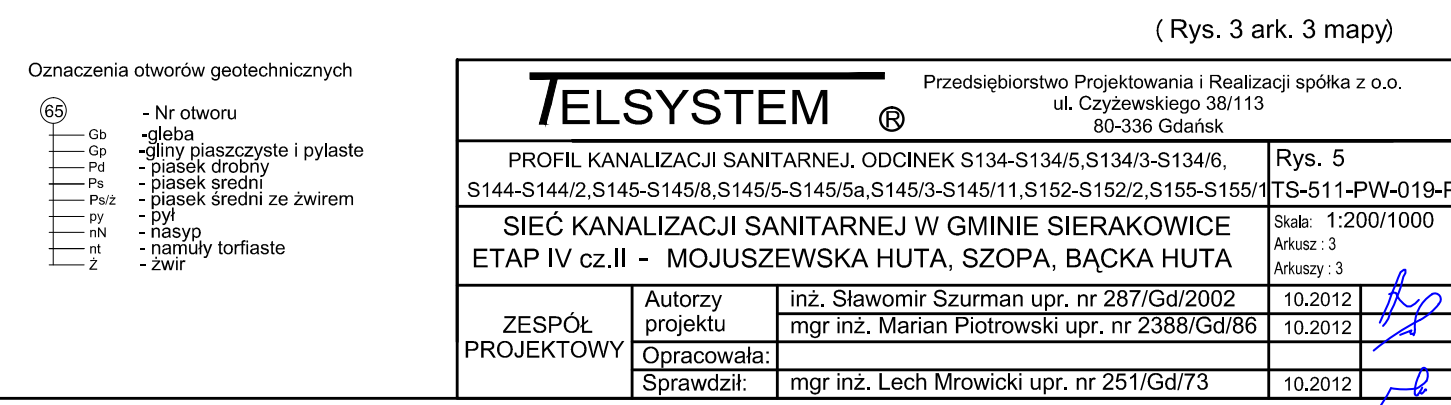 ( Rys. 3 ark. 3 mapy)
Oznaczenia otworów geotechnicznych
65 - Nr otworu
Gb -gleba
Gp -gliny piaszczyste i pylaste
Pd - piasek drobny
Ps - piasek sredni
Ps/ż - piasek średni ze żwirem
py - pył
nN - nasyp
nt - namuły torfiaste
Ż - żwir
TELSYSTEM ®
Przedsiębiorstwo Projektowania i Realizacji spółka z o.o.
ul. Czyżewskiego 38/113
80-336 Gdańsk
PROFIL KANALIZACJI SANITARNEJ. ODCINEK S134-S134/5,S134/3-S134/6,
S144-S144/2,S145-S145/8,S145/5-S145/5a,S145/3-S145/11,S152-S152/2,S155-S155/1
Rys. 5
TS-511-PW-019-P
SIEĆ KANALIZACJI SANITARNEJ W GMINIE SIERAKOWICE
ETAP IV cz.II - MOJUSZEWSKA HUTA, SZOPA, BĄCKA HUTA
Skala: 1:200/1000
Arkusz : 3
Arkuszy : 3
ZESPÓŁ
PROJEKTOWY
Autorzy
projektu
inż. Sławomir Szurman upr. nr 287/Gd/2002 10.2012
mgr inż. Marian Piotrowski upr. nr 2388/Gd/86 10.2012
Opracowała:
Sprawdził: mgr inż. Lech Mrowicki upr. nr 251/Gd/73 10.2012